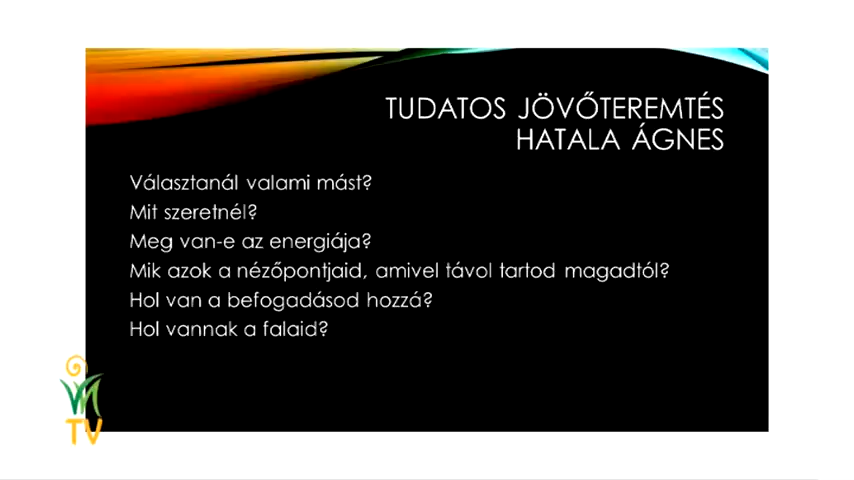 TUDATOS JÖVŐTEREMTÉS
HATALA ÁGNES
Választanál valami mást?
Mit szeretnél?
Meg van-e az energiája?
Mik azok a nézőpontjaid, amivel távol tartod magadtól?
Hol van a befogadásod hozzá?
Hol vannak a falaid?
VM
TV